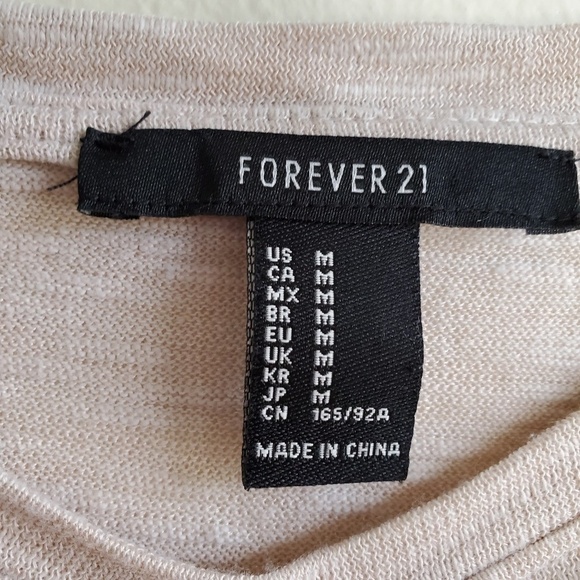 FOREVER 21
US M
CA M
MX M
BR M
EU M
UK M
KR M
JP M
CN 165/92A
MADE IN CHINA